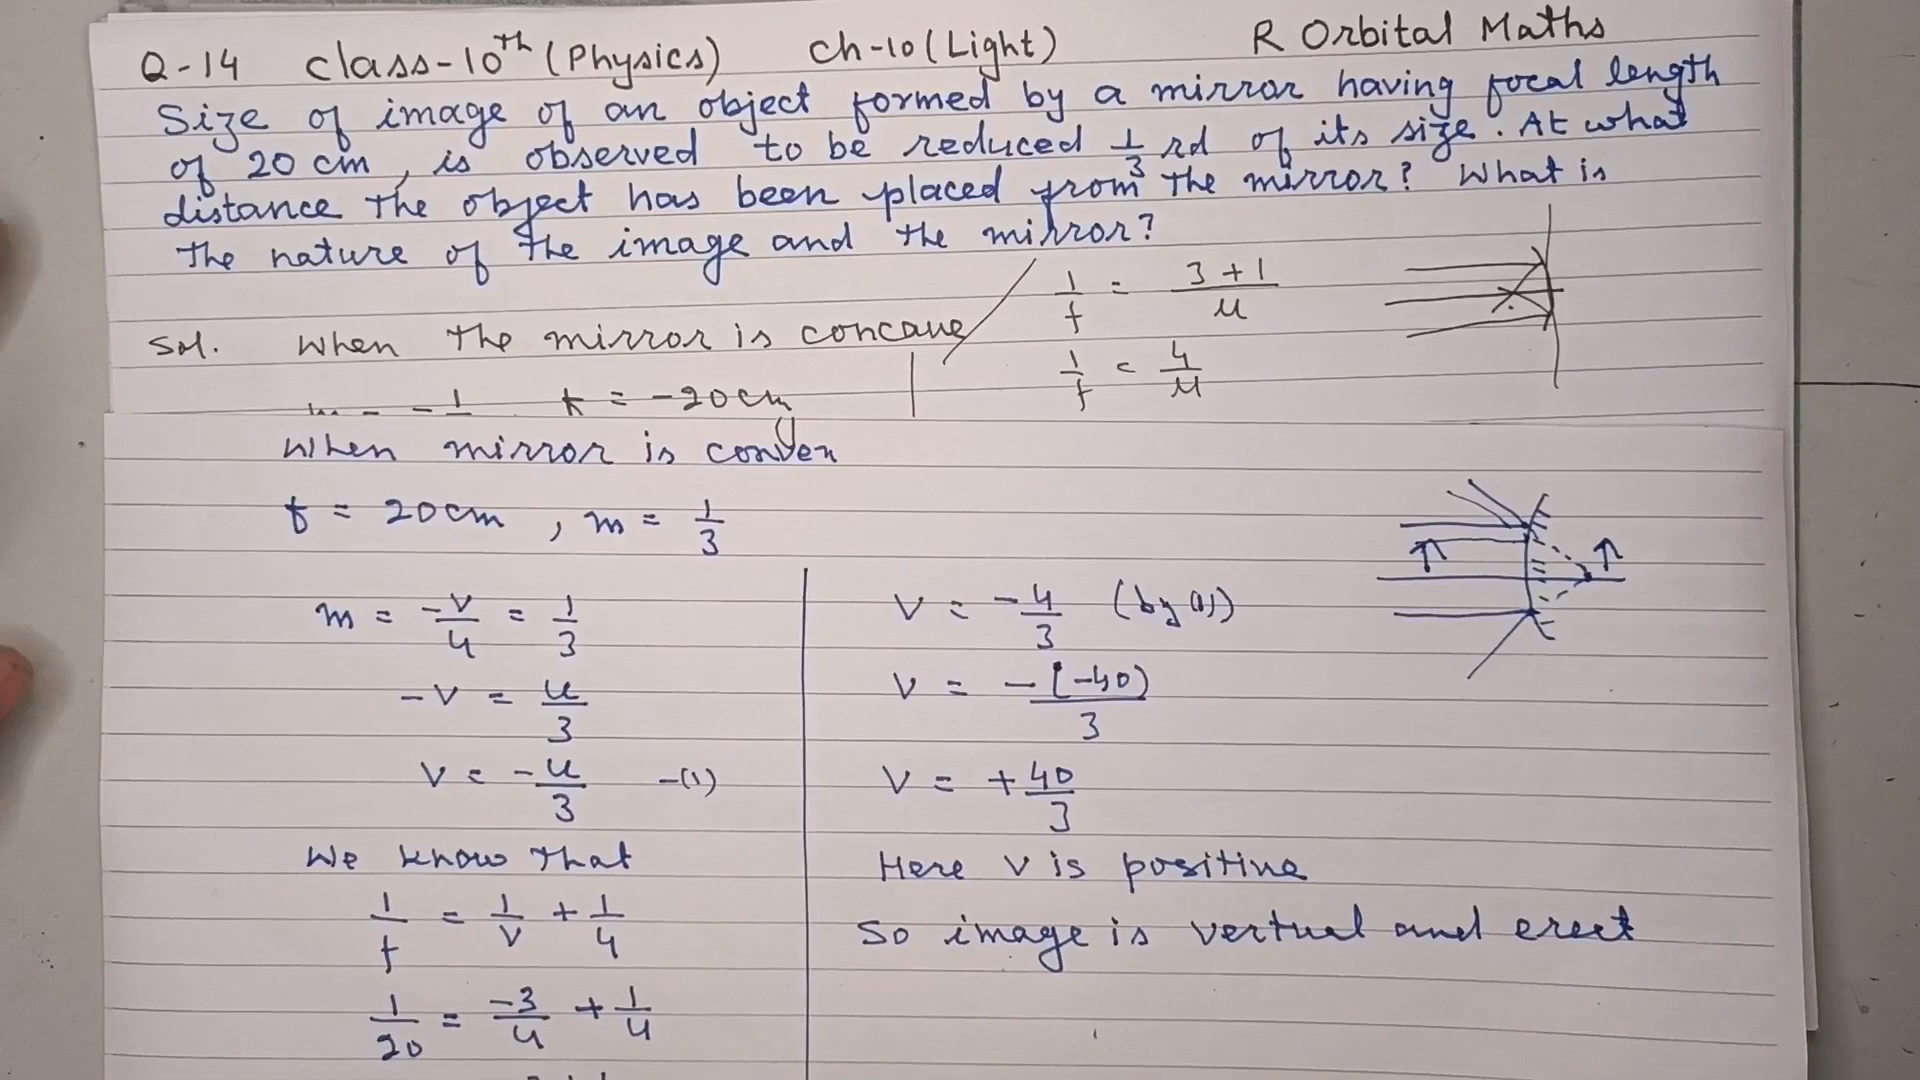 Q-14 Class-10th (Physics) Ch-10 (Light) R Orbital Maths
Size of image of an object formed by a mirror having focal length
of 20 cm, is observed to be reduced 1/3 rd of its size. At what
distance the object has been placed from the mirror? What is
the nature of the image and the mirror?
Sol. When the mirror is concave
f = -20cm
1/f = 3+1/u
1/f = 4/u
When mirror is convex
f = 20cm, m = 1/3
m = -v/u = 1/3
-v = u/3
v = -u/3 -(1)
We know that
1/f = 1/v + 1/u
1/20 = -3/u + 1/u
v = -u/3 (by (1))
v = -(-40)/3
v = +40/3
Here v is positive
So image is vertual and erect